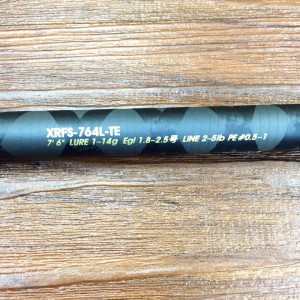 XRFS-764L-TE
7' 6" LURE 1-14g Egi 1.8~2.5号 LINE 2-5lb PE #0.5-1